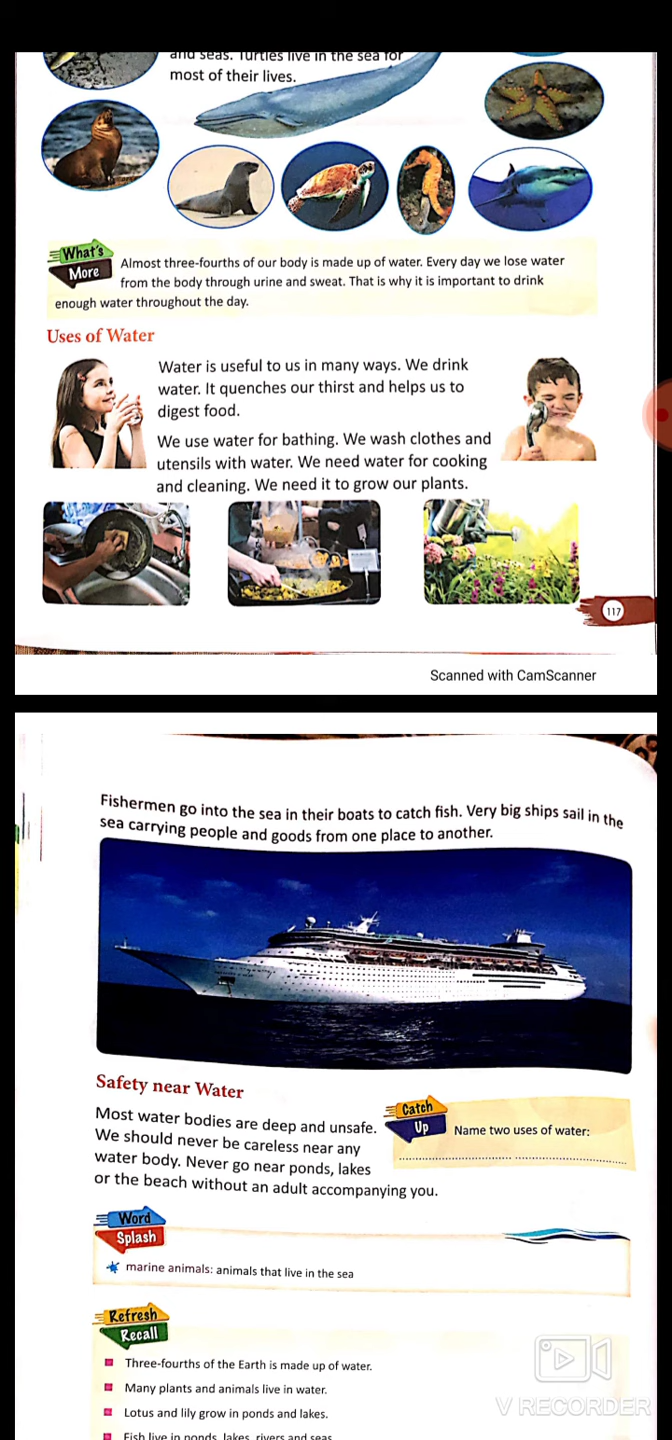 and seas. Turtles live in the sea for
most of their lives.
What's
More
Almost three-fourths of our body is made up of water. Every day we lose water
from the body through urine and sweat. That is why it is important to drink
enough water throughout the day.
Uses of Water
Water is useful to us in many ways. We drink
water. It quenches our thirst and helps us to
digest food.
We use water for bathing. We wash clothes and
utensils with water. We need water for cooking
and cleaning. We need it to grow our plants.
117
Scanned with CamScanner
Fishermen go into the sea in their boats to catch fish. Very big ships sail in the
sea carrying people and goods from one place to another.
Safety near Water
Most water bodies are deep and unsafe.
We should never be careless near any
water body. Never go near ponds, lakes
or the beach without an adult accompanying you.
Catch
Up
Name two uses of water:
Word
Splash
marine animals: animals that live in the sea
Refresh
Recall
Three-fourths of the Earth is made up of water.
Many plants and animals live in water.
Lotus and lily grow in ponds and lakes.
Fish live in ponds, lakes, rivers and seas.
V RECORDER